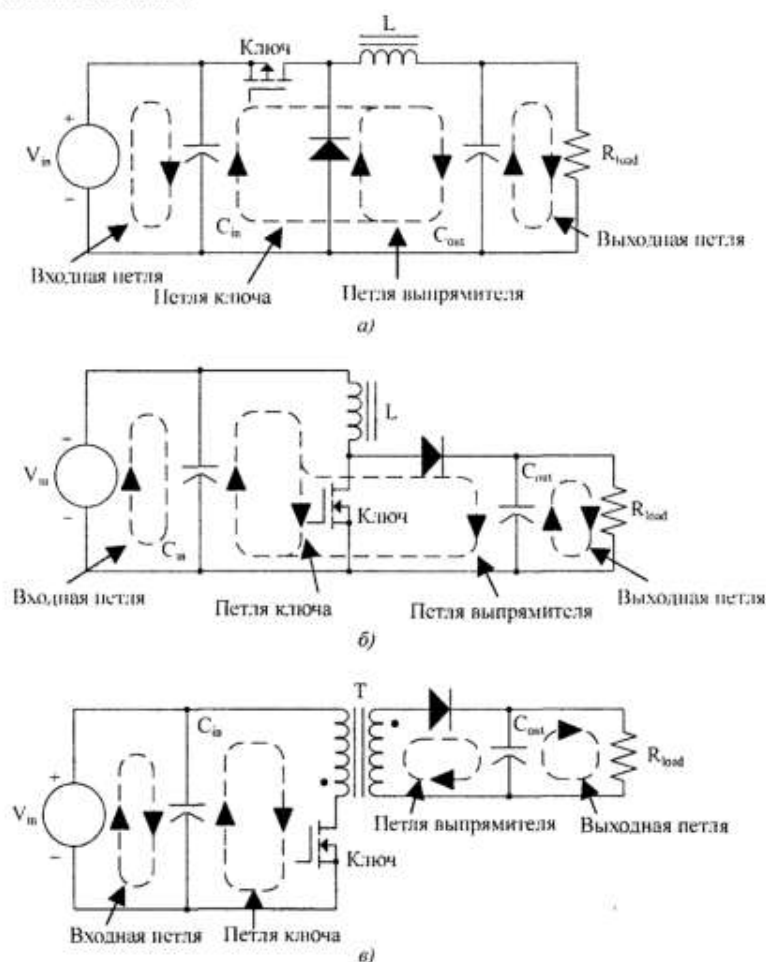 Ключ
L
+
V_in
−
C_in
C_out
R_load
Входная петля
Петля ключа
Петля выпрямителя
Выходная петля
а)
L
−
V_in
−
C_in
Ключ
C_out
R_load
Входная петля
Петля ключа
Петля выпрямителя
Выходная петля
б)
T
C_in
C_out
R_load
+
V_in
−
Ключ
Петля выпрямителя
Выходная петля
Входная петля
Петля ключа
в)